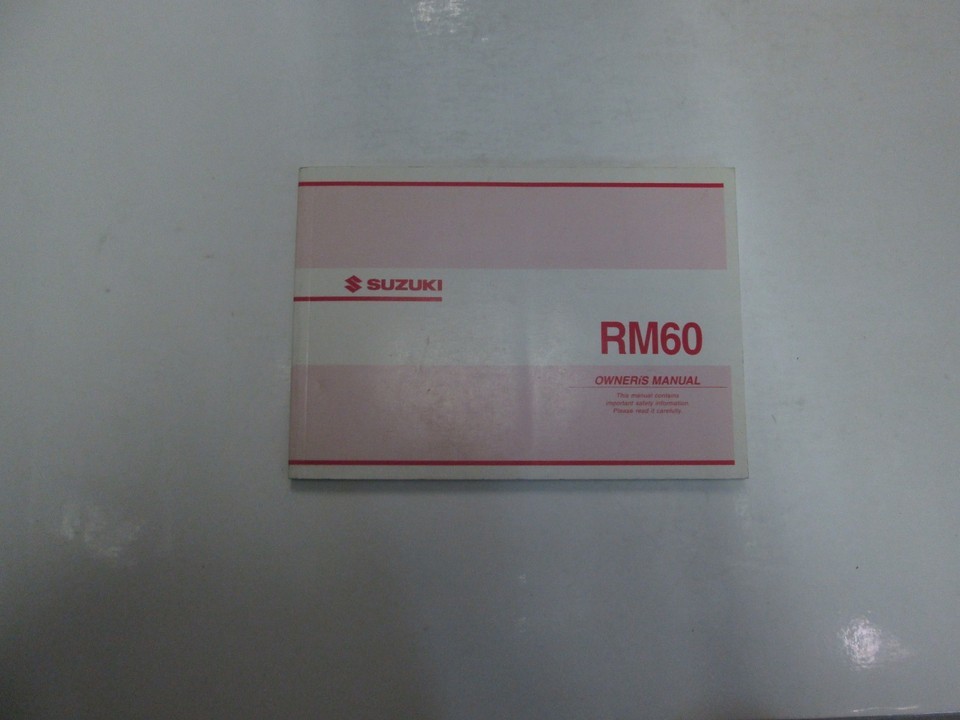 SUZUKI
RM60
OWNERíS MANUAL
This manual contains
important safety information.
Please read it carefully.